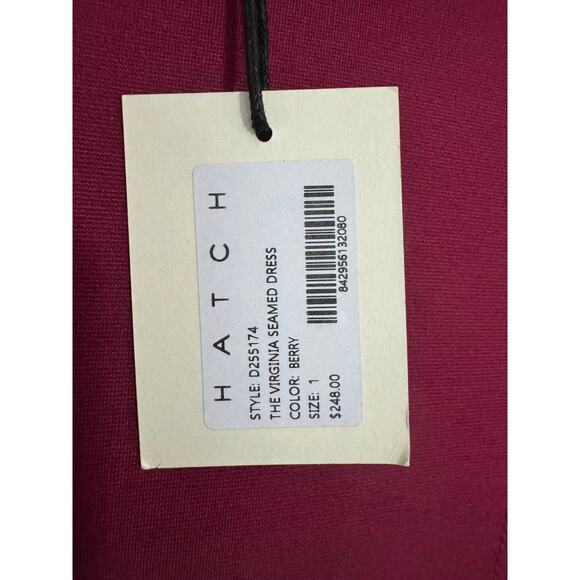 HATCH
STYLE: D255174
THE VIRGINIA SEAMED DRESS
COLOR: BERRY
SIZE: 1
$248.00
842956132080